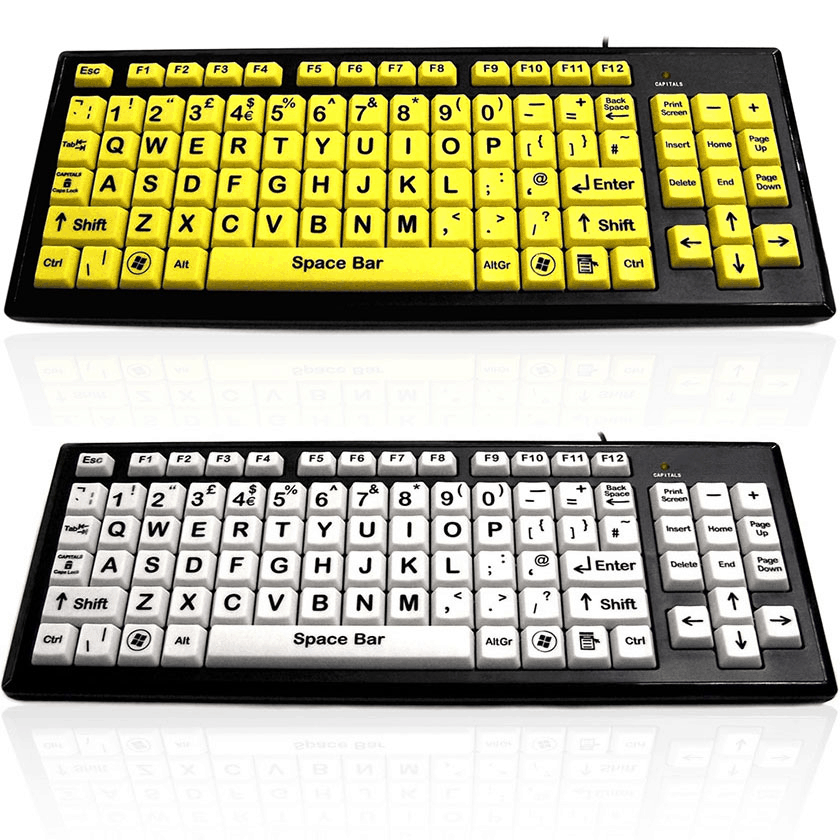 Esc F1 F2 F3 F4 F5 F6 F7 F8 F9 F10 F11 F12
CAPITALS
1! 2“ 3£ 4$€ 5% 6^ 7& 8* 9( 0) —_ =+ Back Space ← Print Screen − +
Tab Q W E R T Y U I O P [{ ]} #~ Insert Home Page Up
CAPITALS Caps Lock A S D F G H J K L ;: '@ Enter Delete End Page Down
↑ Shift Z X C V B N M ,< .> /? ↑ Shift ↑
Ctrl \| Alt Space Bar AltGr Ctrl ← ↓ →
Esc F1 F2 F3 F4 F5 F6 F7 F8 F9 F10 F11 F12
CAPITALS
1! 2“ 3£ 4$€ 5% 6^ 7& 8* 9( 0) —_ =+ Back Space ← Print Screen − +
Tab Q W E R T Y U I O P [{ ]} #~ Insert Home Page Up
CAPITALS Caps Lock A S D F G H J K L ;: '@ Enter Delete End Page Down
↑ Shift Z X C V B N M ,< .> /? ↑ Shift ↑
Ctrl \| Alt Space Bar AltGr Ctrl ← ↓ →